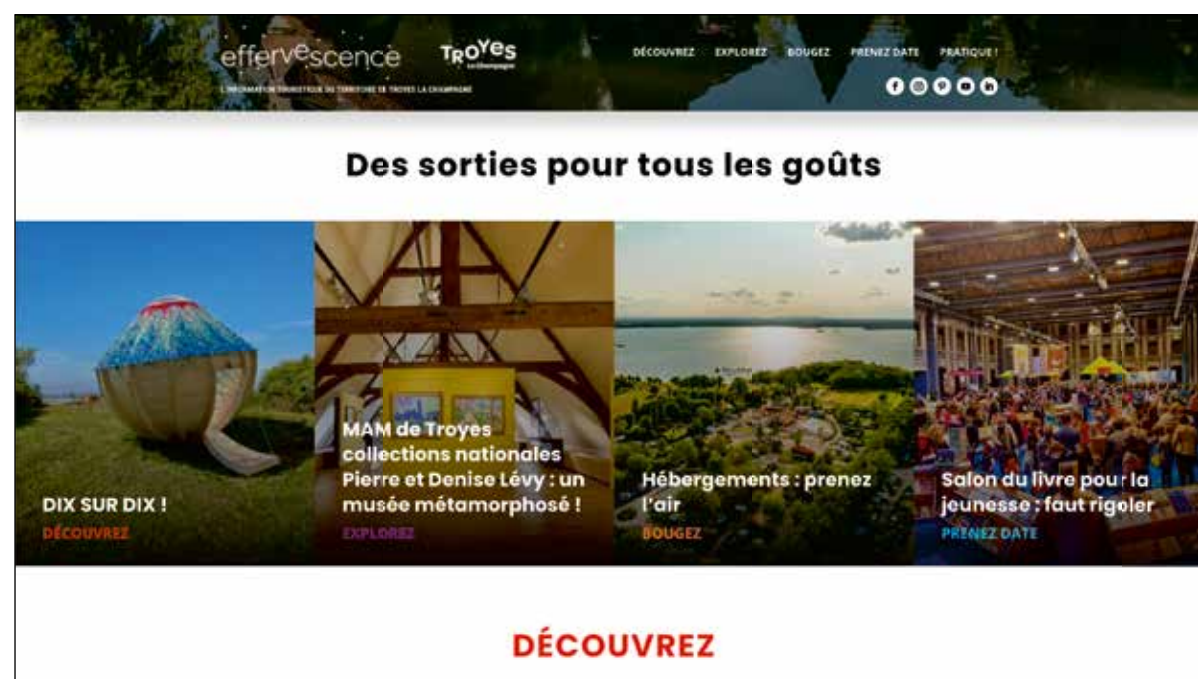 effervescence
TROYES
La Champagne
L'INFORMATION TOURISTIQUE DU TERRITOIRE DE TROYES LA CHAMPAGNE
DÉCOUVREZ EXPLOREZ BOUGEZ PRENEZ DATE PRATIQUE !
Des sorties pour tous les goûts
DIX SUR DIX !
DÉCOUVREZ
MAM de Troyes
collections nationales
Pierre et Denise Lévy : un
musée métamorphosé !
EXPLOREZ
Hébergements : prenez
l'air
BOUGEZ
Salon du livre pour la
jeunesse : faut rigoler
PRENEZ DATE
DÉCOUVREZ